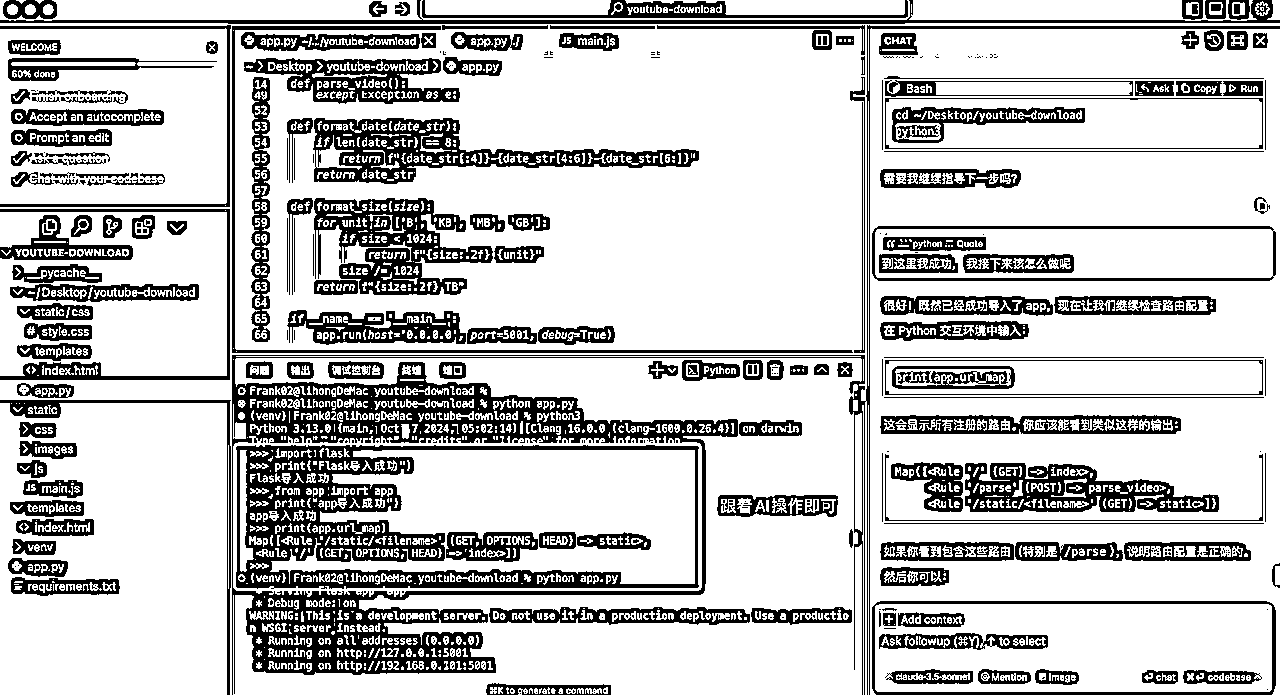 youtube-download
WELCOME
60% done
Finish onboarding
Accept an autocomplete
Prompt an edit
Ask a question
Chat with your codebase
YOUTUBE-DOWNLOAD
__pycache__
~/Desktop/youtube-download
static/css
# style.css
templates
<> index.html
app.py
static
css
images
js
JS main.js
templates
<> index.html
venv
app.py
requirements.txt
app.py ~/../youtube-download
app.py ./
JS main.js
~ > Desktop > youtube-download > app.py
14 def parse_video():
49 except Exception as e:
52
53 def format_date(date_str):
54 if len(date_str) == 8:
55 return f"{date_str[:4]}-{date_str[4:6]}-{date_str[6:]}"
56 return date_str
57
58 def format_size(size):
59 for unit in ['B', 'KB', 'MB', 'GB']:
60 if size < 1024:
61 return f"{size:.2f} {unit}"
62 size /= 1024
63 return f"{size:.2f} TB"
64
65 if __name__ == '__main__':
66 app.run(host='0.0.0.0', port=5001, debug=True)
问题 输出 调试控制台 终端 端口
Python
Frank02@lihongDeMac youtube-download %
Frank02@lihongDeMac youtube-download % python app.py
(venv) Frank02@lihongDeMac youtube-download % python3
Python 3.13.0 (main, Oct 7 2024, 05:02:14) [Clang 16.0.0 (clang-1600.0.26.4)] on darwin
Type "help", "copyright", "credits" or "license" for more information
>>> import flask
>>> print("Flask导入成功")
Flask导入成功
>>> from app import app
>>> print("app导入成功")
app导入成功
>>> print(app.url_map)
Map([<Rule '/static/<filename>' (GET, OPTIONS, HEAD) -> static>,
<Rule '/' (GET, OPTIONS, HEAD) -> index>])
>>>
(venv) Frank02@lihongDeMac youtube-download % python app.py
* Serving Flask app 'app'
* Debug mode: on
WARNING: This is a development server. Do not use it in a production deployment. Use a productio
n WSGI server instead.
* Running on all addresses (0.0.0.0)
* Running on http://127.0.0.1:5001
* Running on http://192.168.0.101:5001
⌘K to generate a command
跟着 AI操作即可
CHAT
Bash
Ask Copy Run
cd ~/Desktop/youtube-download
python3
需要我继续指导下一步吗?
python Quote
到这里我成功, 我接下来该怎么做呢
很好! 既然已经成功导入了 app, 现在让我们继续检查路由配置:
在 Python 交互环境中输入:
print(app.url_map)
这会显示所有注册的路由, 你应该能看到类似这样的输出:
Map([<Rule '/' (GET) -> index>,
<Rule '/parse' (POST) -> parse_video>,
<Rule '/static/<filename>' (GET) -> static>])
如果你看到包含这些路由 (特别是 /parse ), 说明路由配置是正确的。
然后你可以:
Add context
Ask followup (⌘Y), ↑ to select
claude-3.5-sonnet @ Mention Image
chat codebase